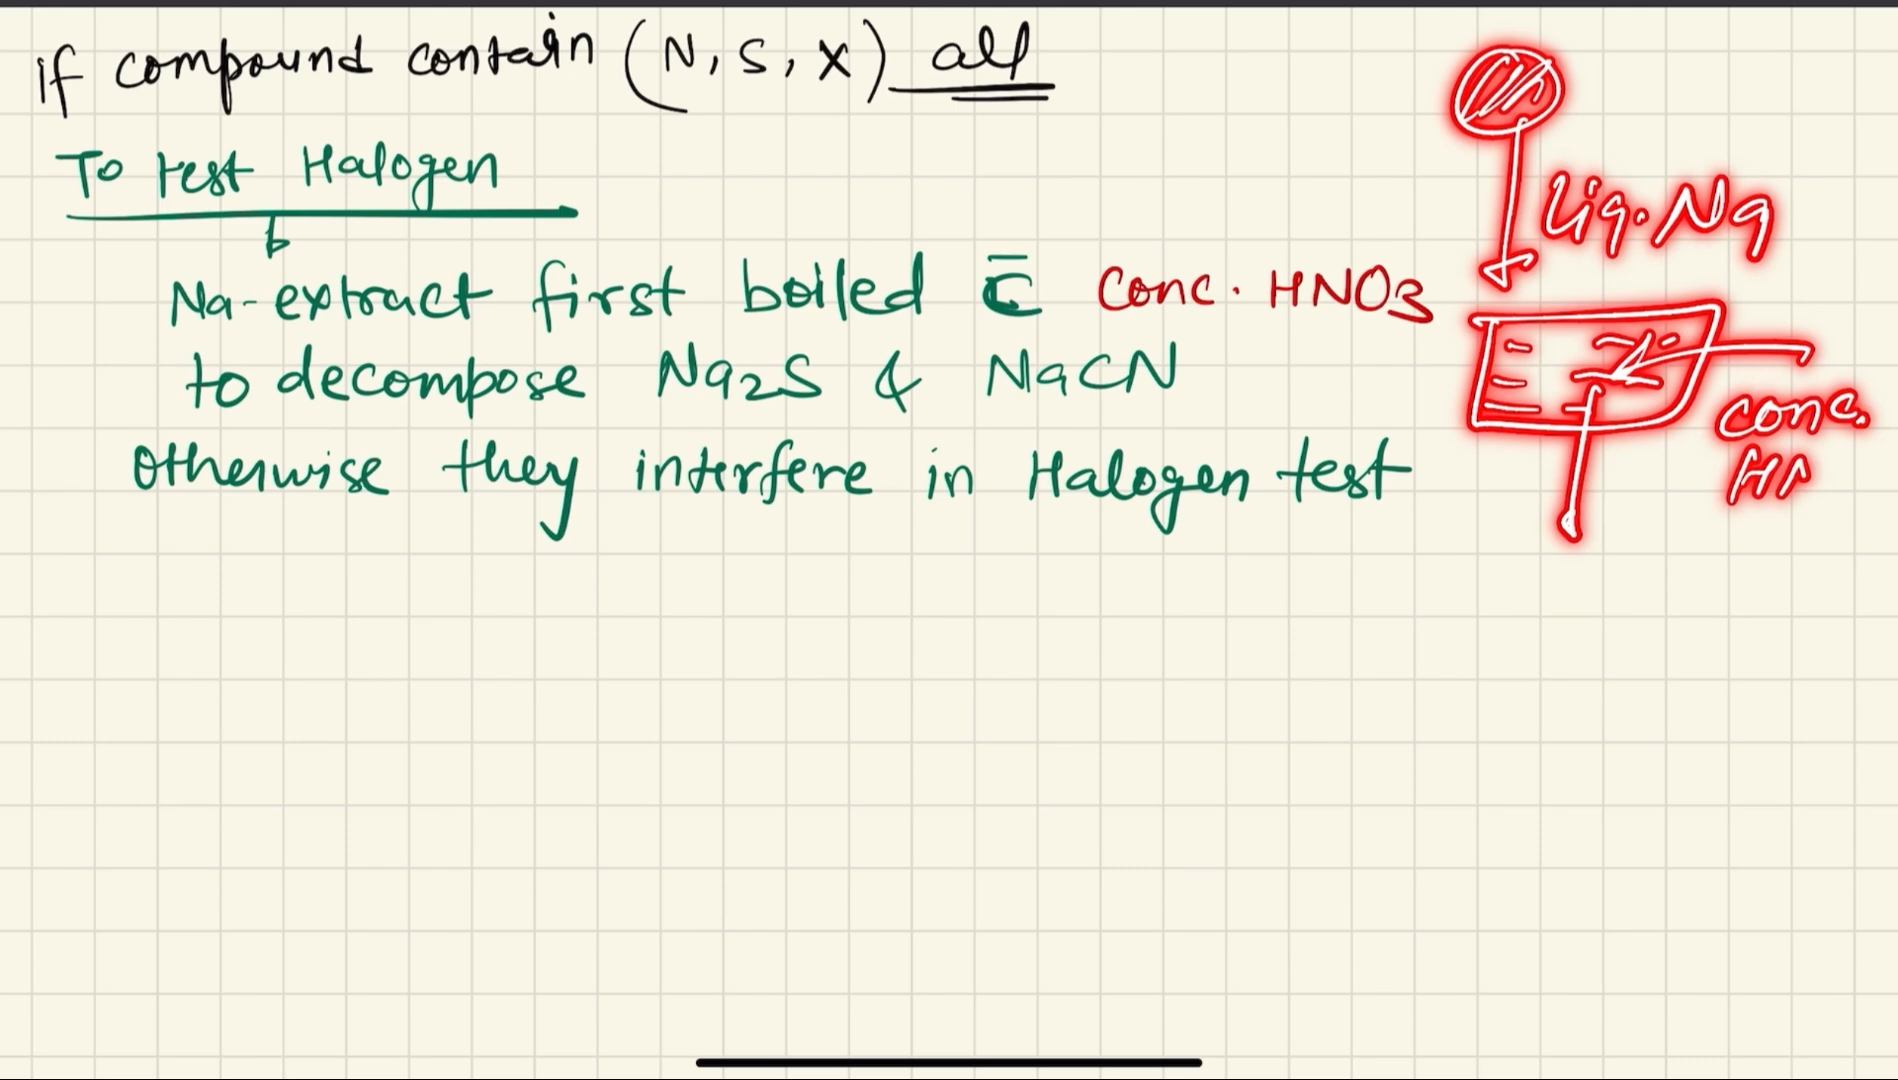 if compound contain (N, S, X) all
To test Halogen
Na-extract first boiled c̄ Conc. HNO3
to decompose Na2S & NaCN
otherwise they interfere in Halogen test
Liq. Na
conc.
HN